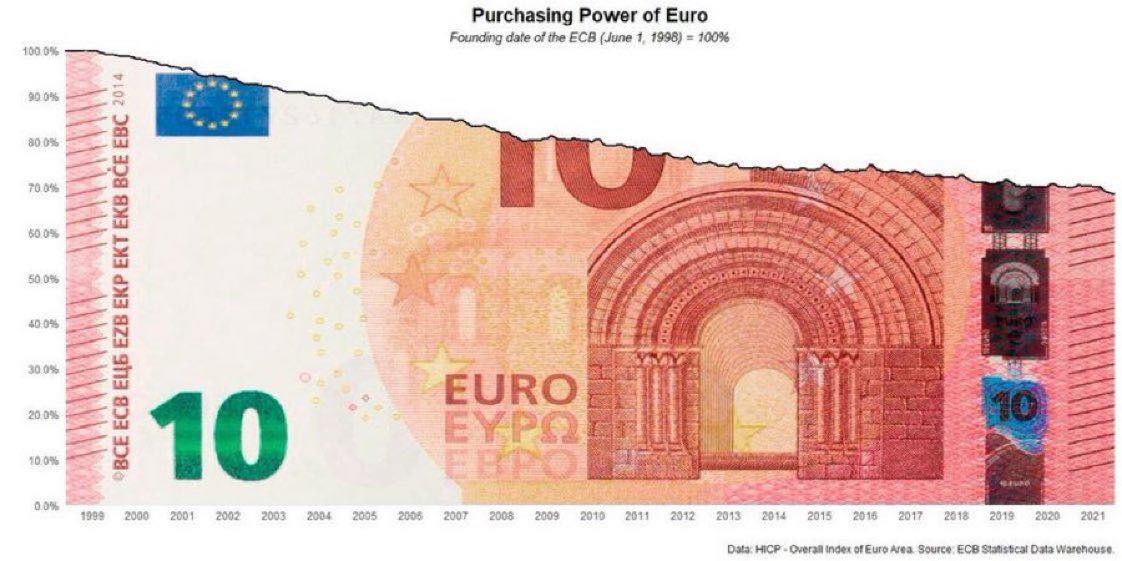 Purchasing Power of Euro
Founding date of the ECB (June 1, 1998) = 100%
100.0%
90.0%
80.0%
70.0%
60.0%
50.0%
40.0%
30.0%
20.0%
10.0%
0.0%
©BCE ECB ЕЦБ EZB EKP EKT EKB BĊE EBC 2014
10
10
EURO
ΕΥΡΩ
ЕВРО
10
10 EURO
1999 2000 2001 2002 2003 2004 2005 2006 2007 2008 2009 2010 2011 2012 2013 2014 2015 2016 2017 2018 2019 2020 2021
Data: HICP - Overall Index of Euro Area. Source: ECB Statistical Data Warehouse.